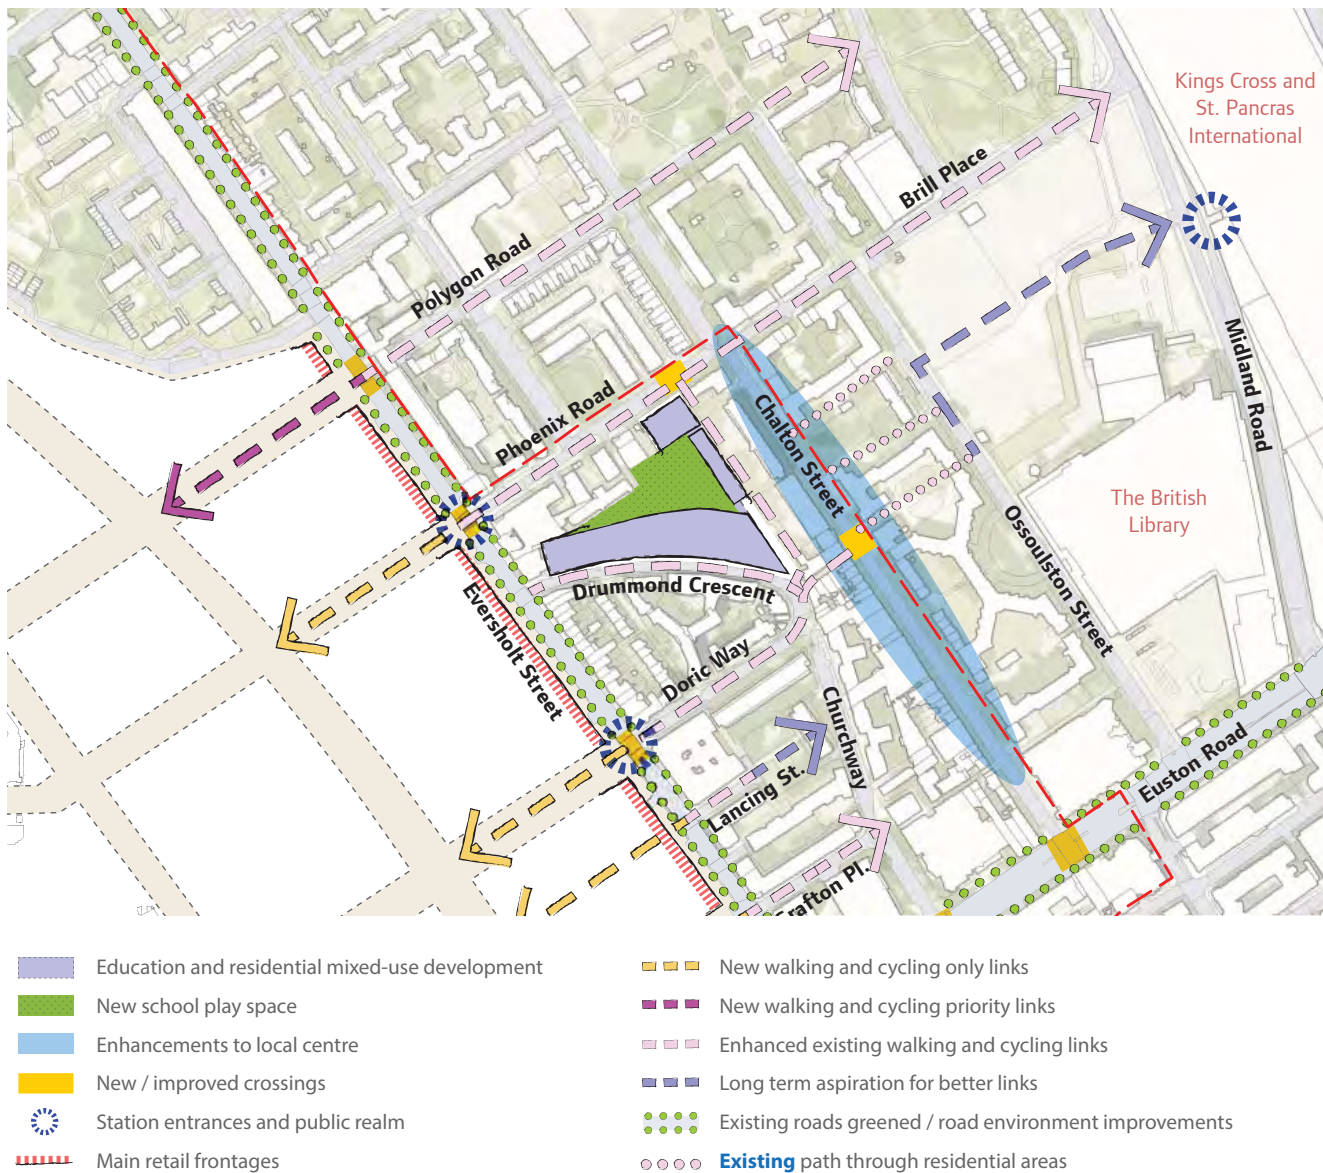 Kings Cross and
St. Pancras
International
Brill Place
Polygon Road
Midland Road
Phoenix Road
Chalton Street
The British
Library
Ossoulston Street
Drummond Crescent
Eversholt Street
Doric Way
Churchway
Euston Road
Lancing St.
Grafton Pl.
Education and residential mixed-use development
New school play space
Enhancements to local centre
New / improved crossings
Station entrances and public realm
Main retail frontages
New walking and cycling only links
New walking and cycling priority links
Enhanced existing walking and cycling links
Long term aspiration for better links
Existing roads greened / road environment improvements
Existing path through residential areas